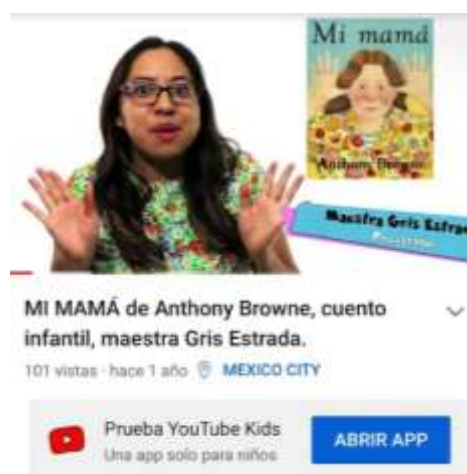 Mi mamá
Anthony Browne
Maestra Gris Estrad
MI MAMÁ de Anthony Browne, cuento
infantil, maestra Gris Estrada.
101 vistas · hace 1 año MEXICO CITY
Prueba YouTube Kids
Una app solo para niños
ABRIR APP